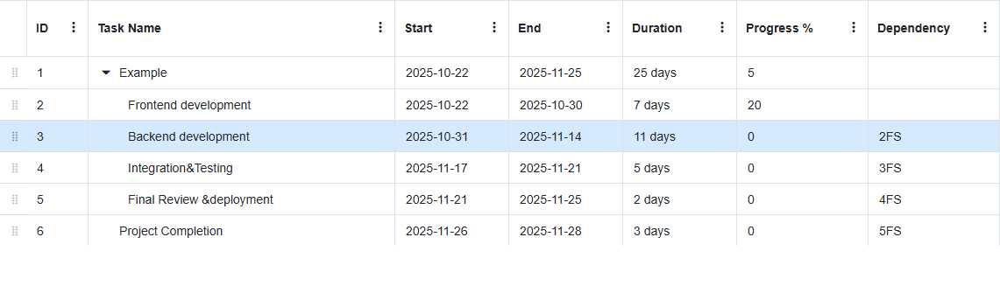 ID Task Name Start End Duration Progress % Dependency
1 Example 2025-10-22 2025-11-25 25 days 5
2 Frontend development 2025-10-22 2025-10-30 7 days 20
3 Backend development 2025-10-31 2025-11-14 11 days 0 2FS
4 Integration&Testing 2025-11-17 2025-11-21 5 days 0 3FS
5 Final Review &deployment 2025-11-21 2025-11-25 2 days 0 4FS
6 Project Completion 2025-11-26 2025-11-28 3 days 0 5FS